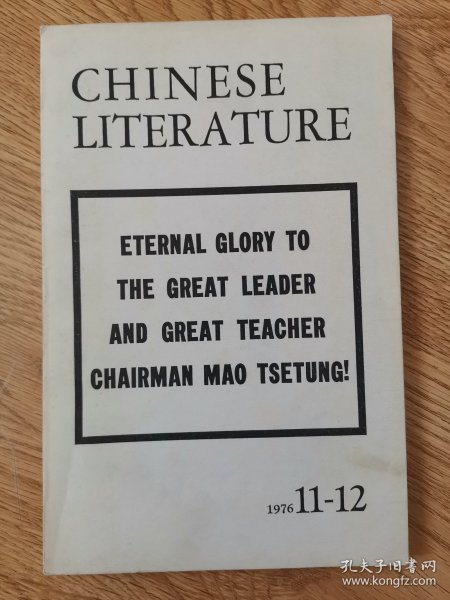 CHINESE
LITERATURE
ETERNAL GLORY TO
THE GREAT LEADER
AND GREAT TEACHER
CHAIRMAN MAO TSETUNG!
1976 11-12
孔夫子旧书网
www.kongfz.com